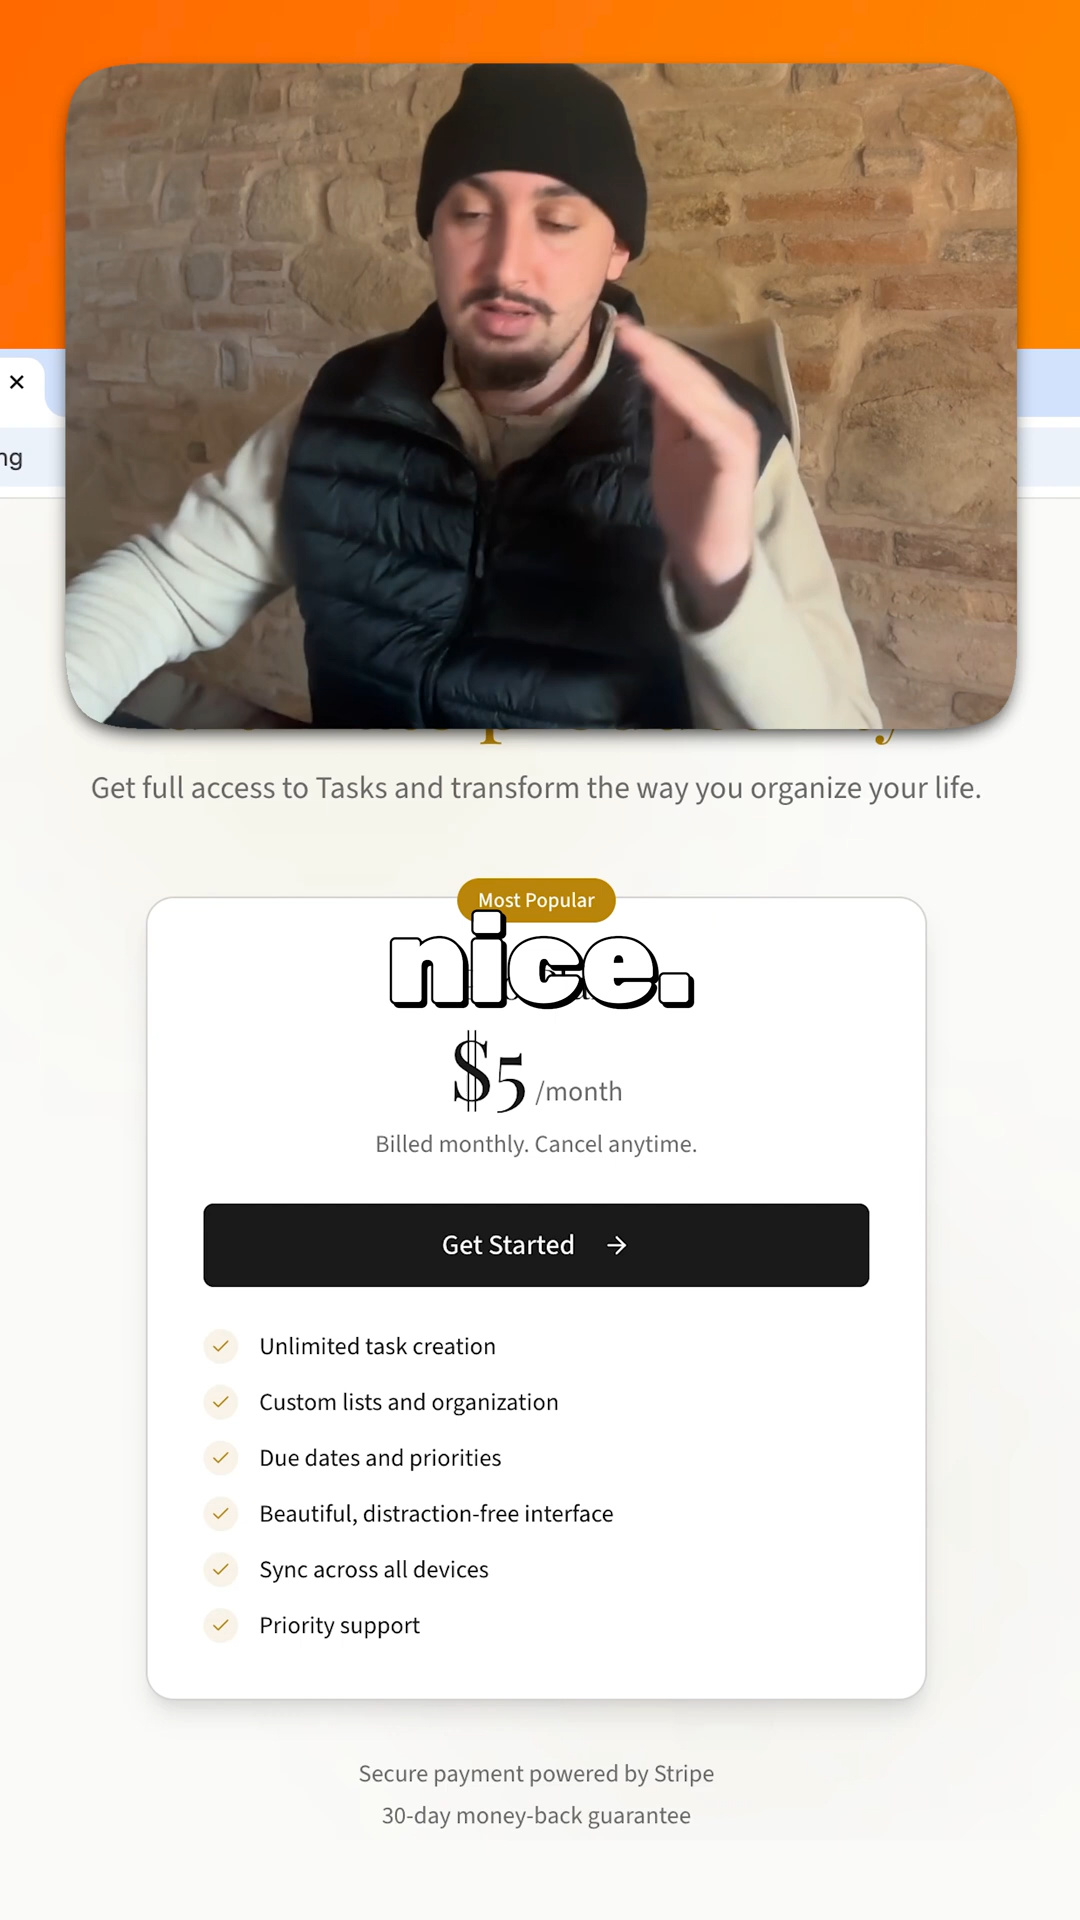 ng
Get full access to Tasks and transform the way you organize your life.
Most Popular
nice.
$5 /month
Billed monthly. Cancel anytime.
Get Started →
Unlimited task creation
Custom lists and organization
Due dates and priorities
Beautiful, distraction-free interface
Sync across all devices
Priority support
Secure payment powered by Stripe
30-day money-back guarantee